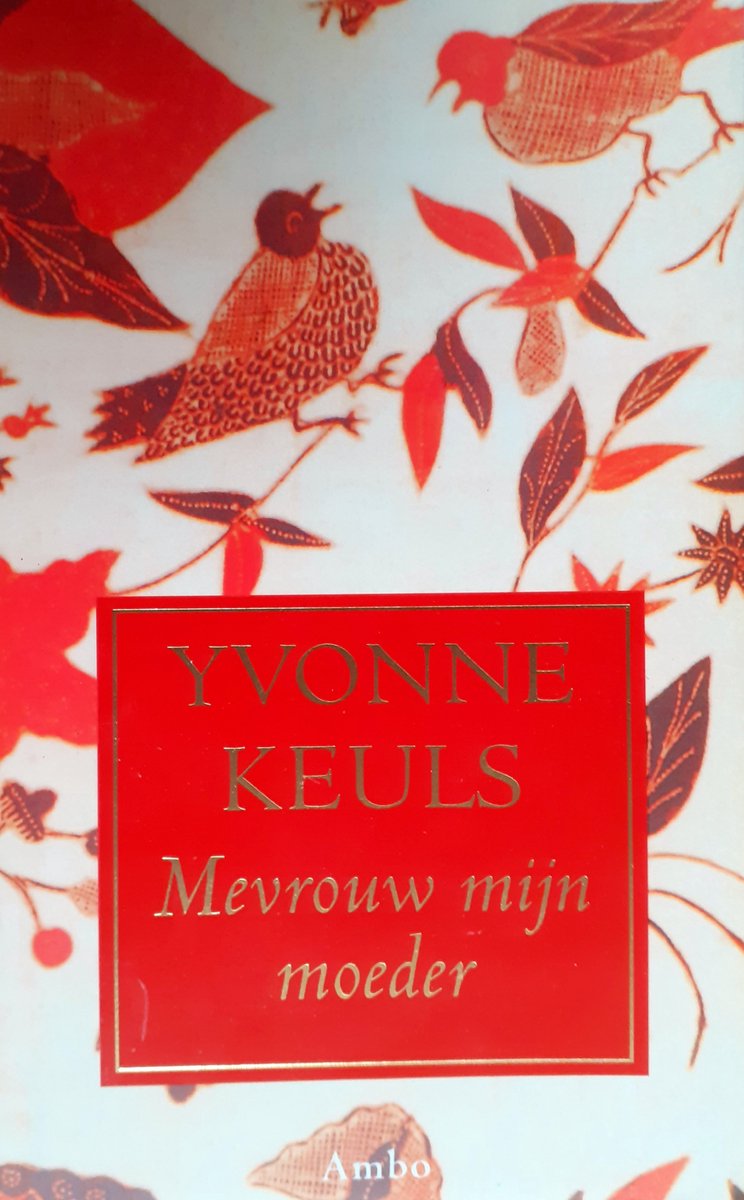 YVONNE
KEULS
Mevrouw mijn
moeder
Ambo